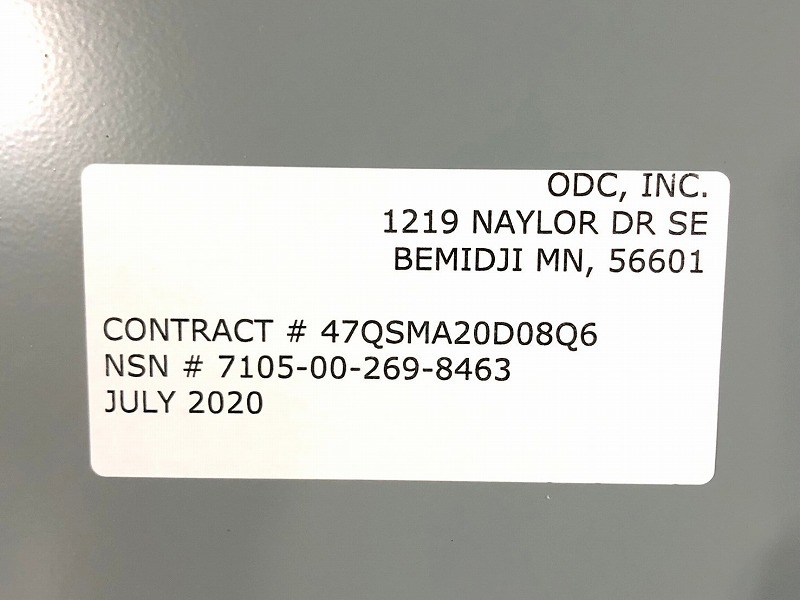 ODC, INC.
1219 NAYLOR DR SE
BEMIDJI MN, 56601
CONTRACT # 47QSMA20D08Q6
NSN # 7105-00-269-8463
JULY 2020